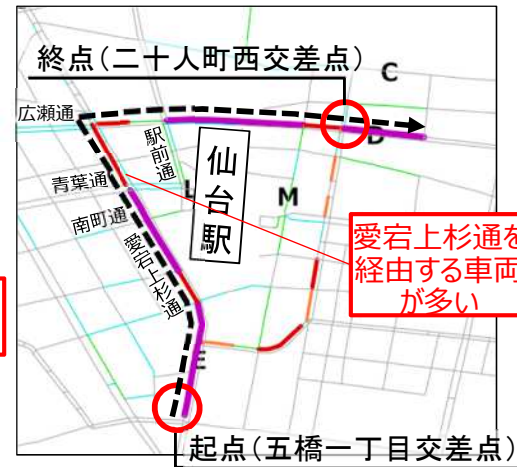 終点(二十人町西交差点)
C
広瀬通
D
駅前通
仙台駅
青葉通
L
M
南町通
愛宕上杉通
愛宕上杉通を
経由する車両
が多い
E
起点(五橋一丁目交差点)